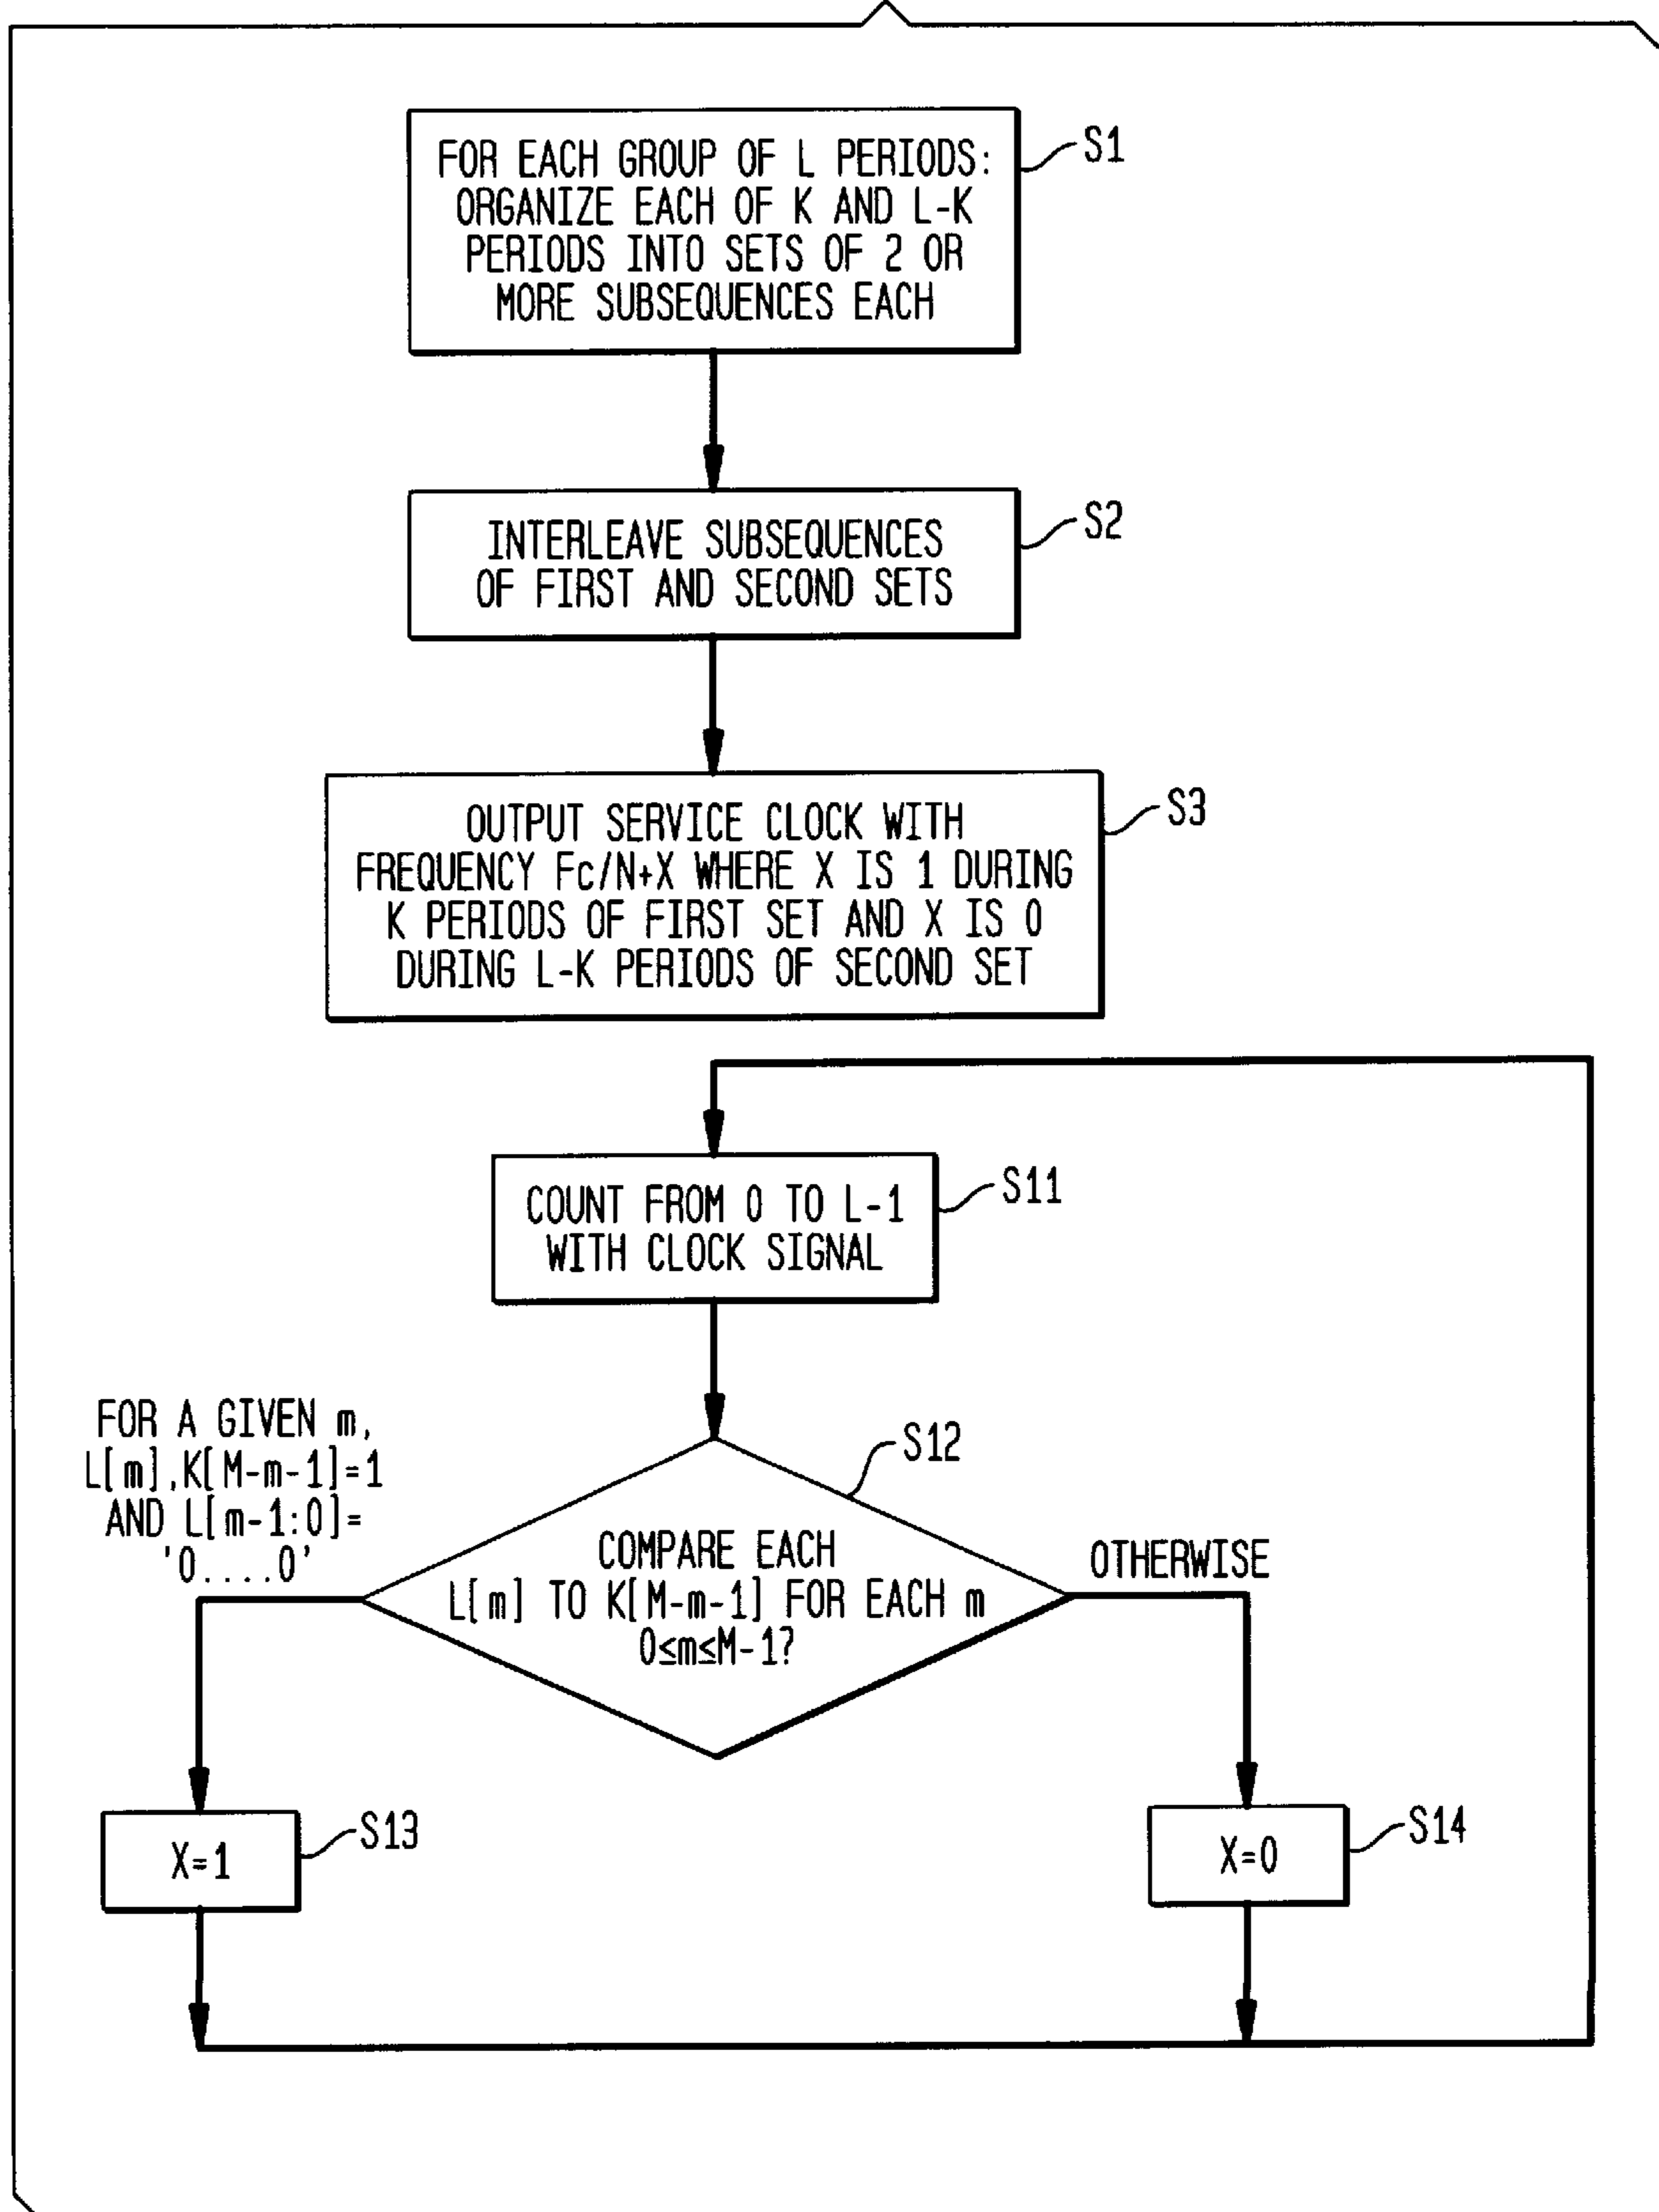 FOR EACH GROUP OF L PERIODS:
ORGANIZE EACH OF K AND L-K
PERIODS INTO SETS OF 2 OR
MORE SUBSEQUENCES EACH
S1
INTERLEAVE SUBSEQUENCES
OF FIRST AND SECOND SETS
S2
OUTPUT SERVICE CLOCK WITH
FREQUENCY Fc/N+X WHERE X IS 1 DURING
K PERIODS OF FIRST SET AND X IS 0
DURING L-K PERIODS OF SECOND SET
S3
COUNT FROM 0 TO L-1
WITH CLOCK SIGNAL
S11
FOR A GIVEN m,
L[m],K[M-m-1]=1
AND L[m-1:0]=
'0....0'
S12
COMPARE EACH
L[m] TO K[M-m-1] FOR EACH m
0≤m≤M-1?
OTHERWISE
X=1
S13
X=0
S14